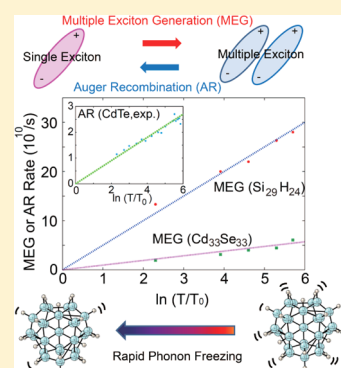 Multiple Exciton Generation (MEG)
+
Single Exciton
-
+ +
Multiple Exciton
- -
Auger Recombination (AR)
MEG or AR Rate (10¹⁰/s)
30
20
10
0
AR (CdTe,exp.)
3
2
1
0
0 2 4 6
ln (T/T₀)
MEG (Si₂₉H₂₄)
MEG (Cd₃₃Se₃₃)
0 1 2 3 4 5 6
ln (T/T₀)
Rapid Phonon Freezing